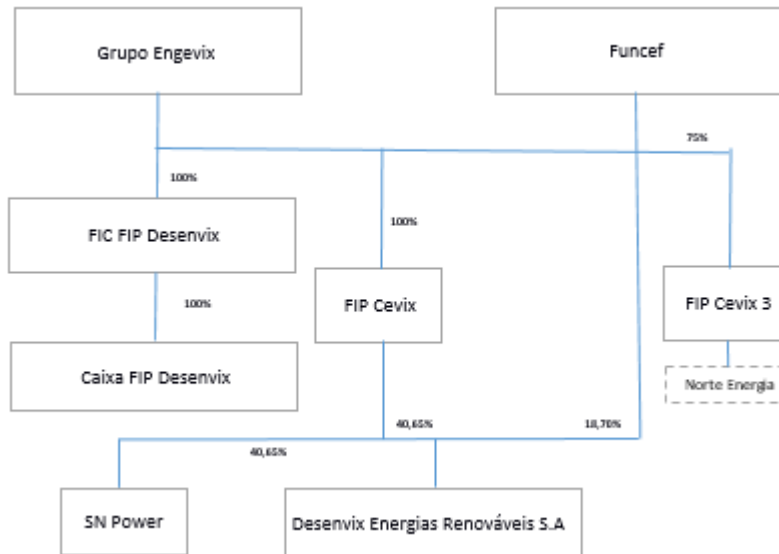 Grupo Engevix
Funcef
75%
100%
FIC FIP Desenvix
100%
100%
FIP Cevix
FIP Cevix 3
Caixa FIP Desenvix
Norte Energia
40,65%
40,65%
18,70%
SN Power
Desenvix Energias Renováveis S.A